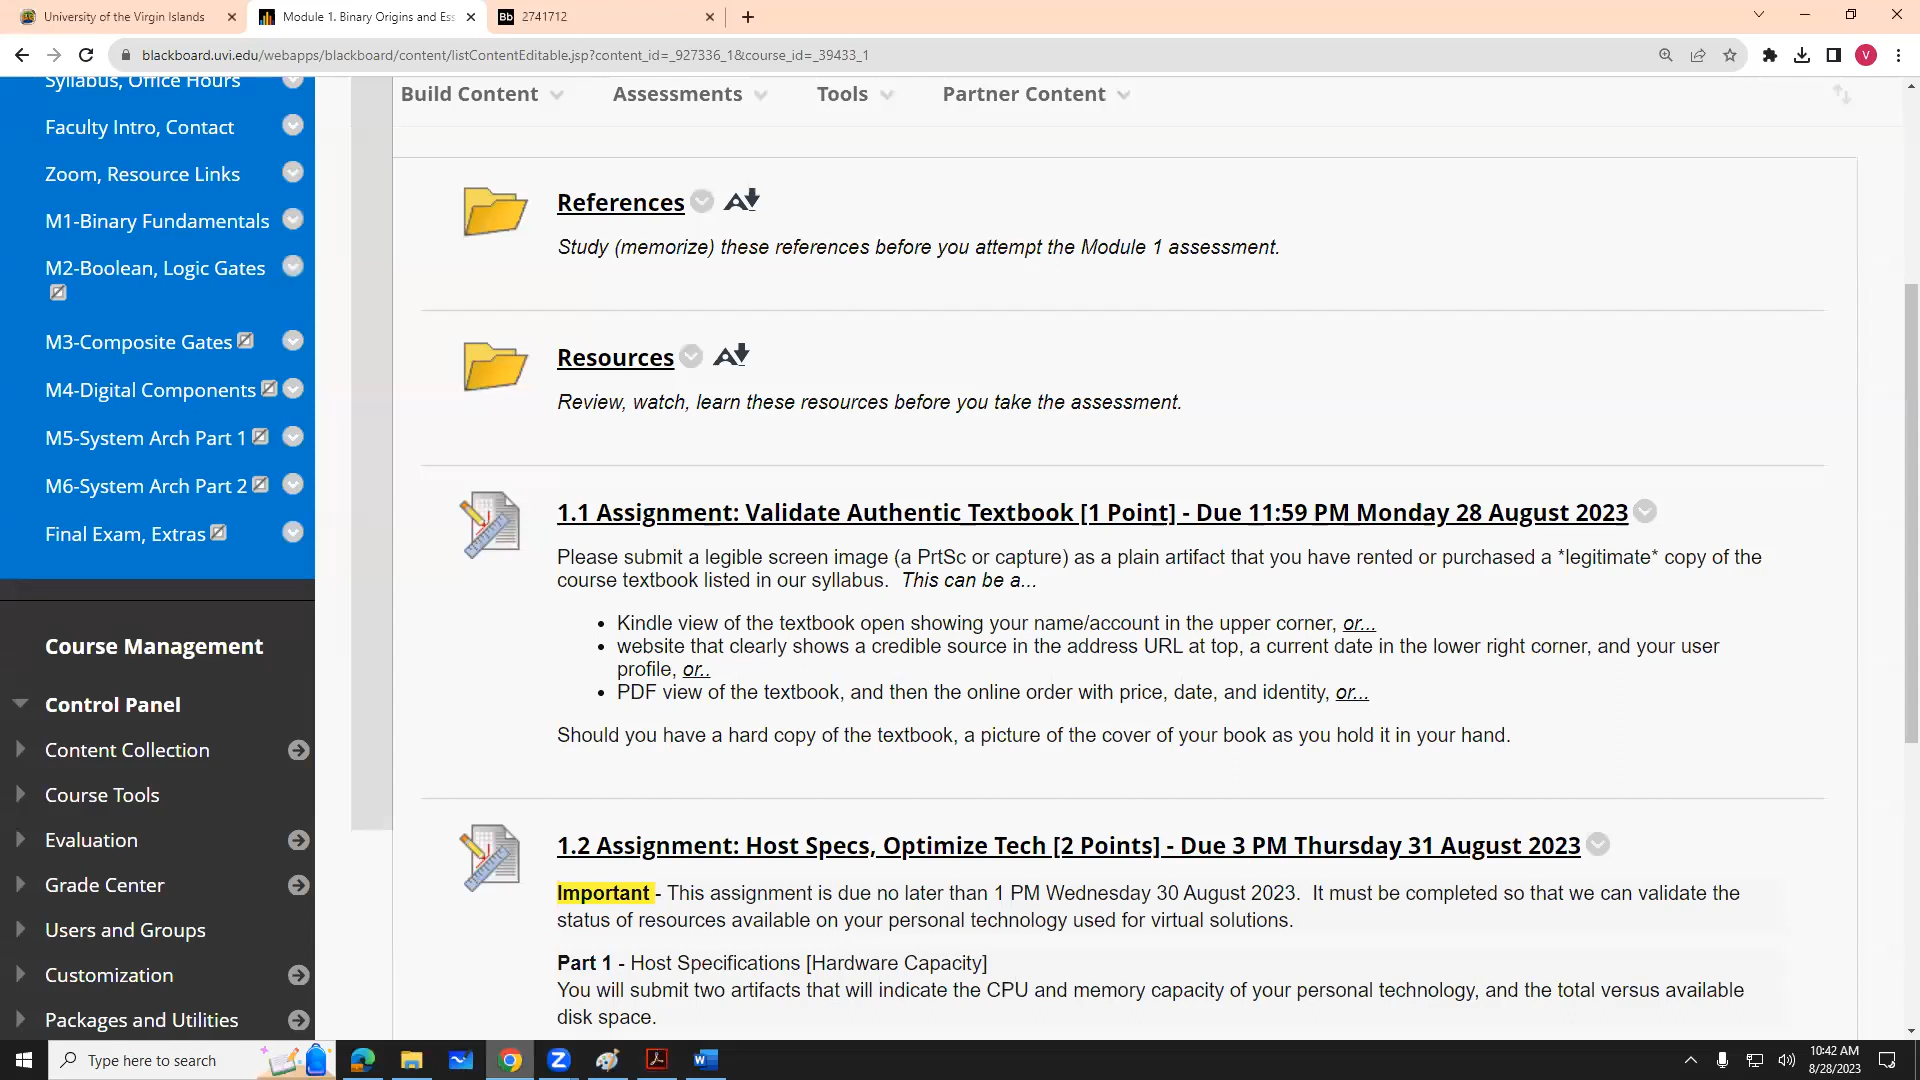 University of the Virgin Islands
Module 1. Binary Origins and Ess
Bb 2741712
blackboard.uvi.edu/webapps/blackboard/content/listContentEditable.jsp?content_id=_927336_1&course_id=_39433_1
V
Syllabus, Office Hours
Faculty Intro, Contact
Zoom, Resource Links
M1-Binary Fundamentals
M2-Boolean, Logic Gates
M3-Composite Gates
M4-Digital Components
M5-System Arch Part 1
M6-System Arch Part 2
Final Exam, Extras
Course Management
Control Panel
Content Collection
Course Tools
Evaluation
Grade Center
Users and Groups
Customization
Packages and Utilities
Build Content
Assessments
Tools
Partner Content
References
Study (memorize) these references before you attempt the Module 1 assessment.
Resources
Review, watch, learn these resources before you take the assessment.
1.1 Assignment: Validate Authentic Textbook [1 Point] - Due 11:59 PM Monday 28 August 2023
Please submit a legible screen image (a PrtSc or capture) as a plain artifact that you have rented or purchased a *legitimate* copy of the
course textbook listed in our syllabus.  This can be a...
• Kindle view of the textbook open showing your name/account in the upper corner, or...
• website that clearly shows a credible source in the address URL at top, a current date in the lower right corner, and your user
profile, or..
• PDF view of the textbook, and then the online order with price, date, and identity, or...
Should you have a hard copy of the textbook, a picture of the cover of your book as you hold it in your hand.
1.2 Assignment: Host Specs, Optimize Tech [2 Points] - Due 3 PM Thursday 31 August 2023
Important - This assignment is due no later than 1 PM Wednesday 30 August 2023.  It must be completed so that we can validate the
status of resources available on your personal technology used for virtual solutions.
Part 1 - Host Specifications [Hardware Capacity]
You will submit two artifacts that will indicate the CPU and memory capacity of your personal technology, and the total versus available
disk space.
Type here to search
10:42 AM
8/28/2023